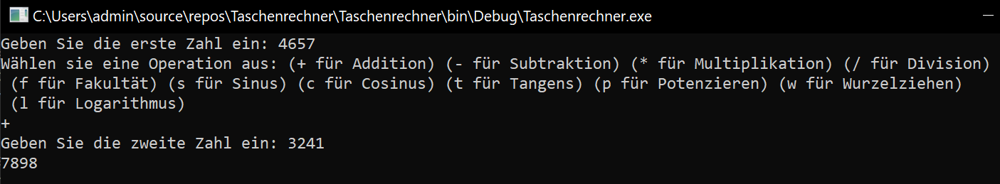 C:\Users\admin\source\repos\Taschenrechner\Taschenrechner\bin\Debug\Taschenrechner.exe
Geben Sie die erste Zahl ein: 4657
Wählen sie eine Operation aus: (+ für Addition) (- für Subtraktion) (* für Multiplikation) (/ für Division)
(f für Fakultät) (s für Sinus) (c für Cosinus) (t für Tangens) (p für Potenzieren) (w für Wurzelziehen)
(l für Logarithmus)
+
Geben Sie die zweite Zahl ein: 3241
7898